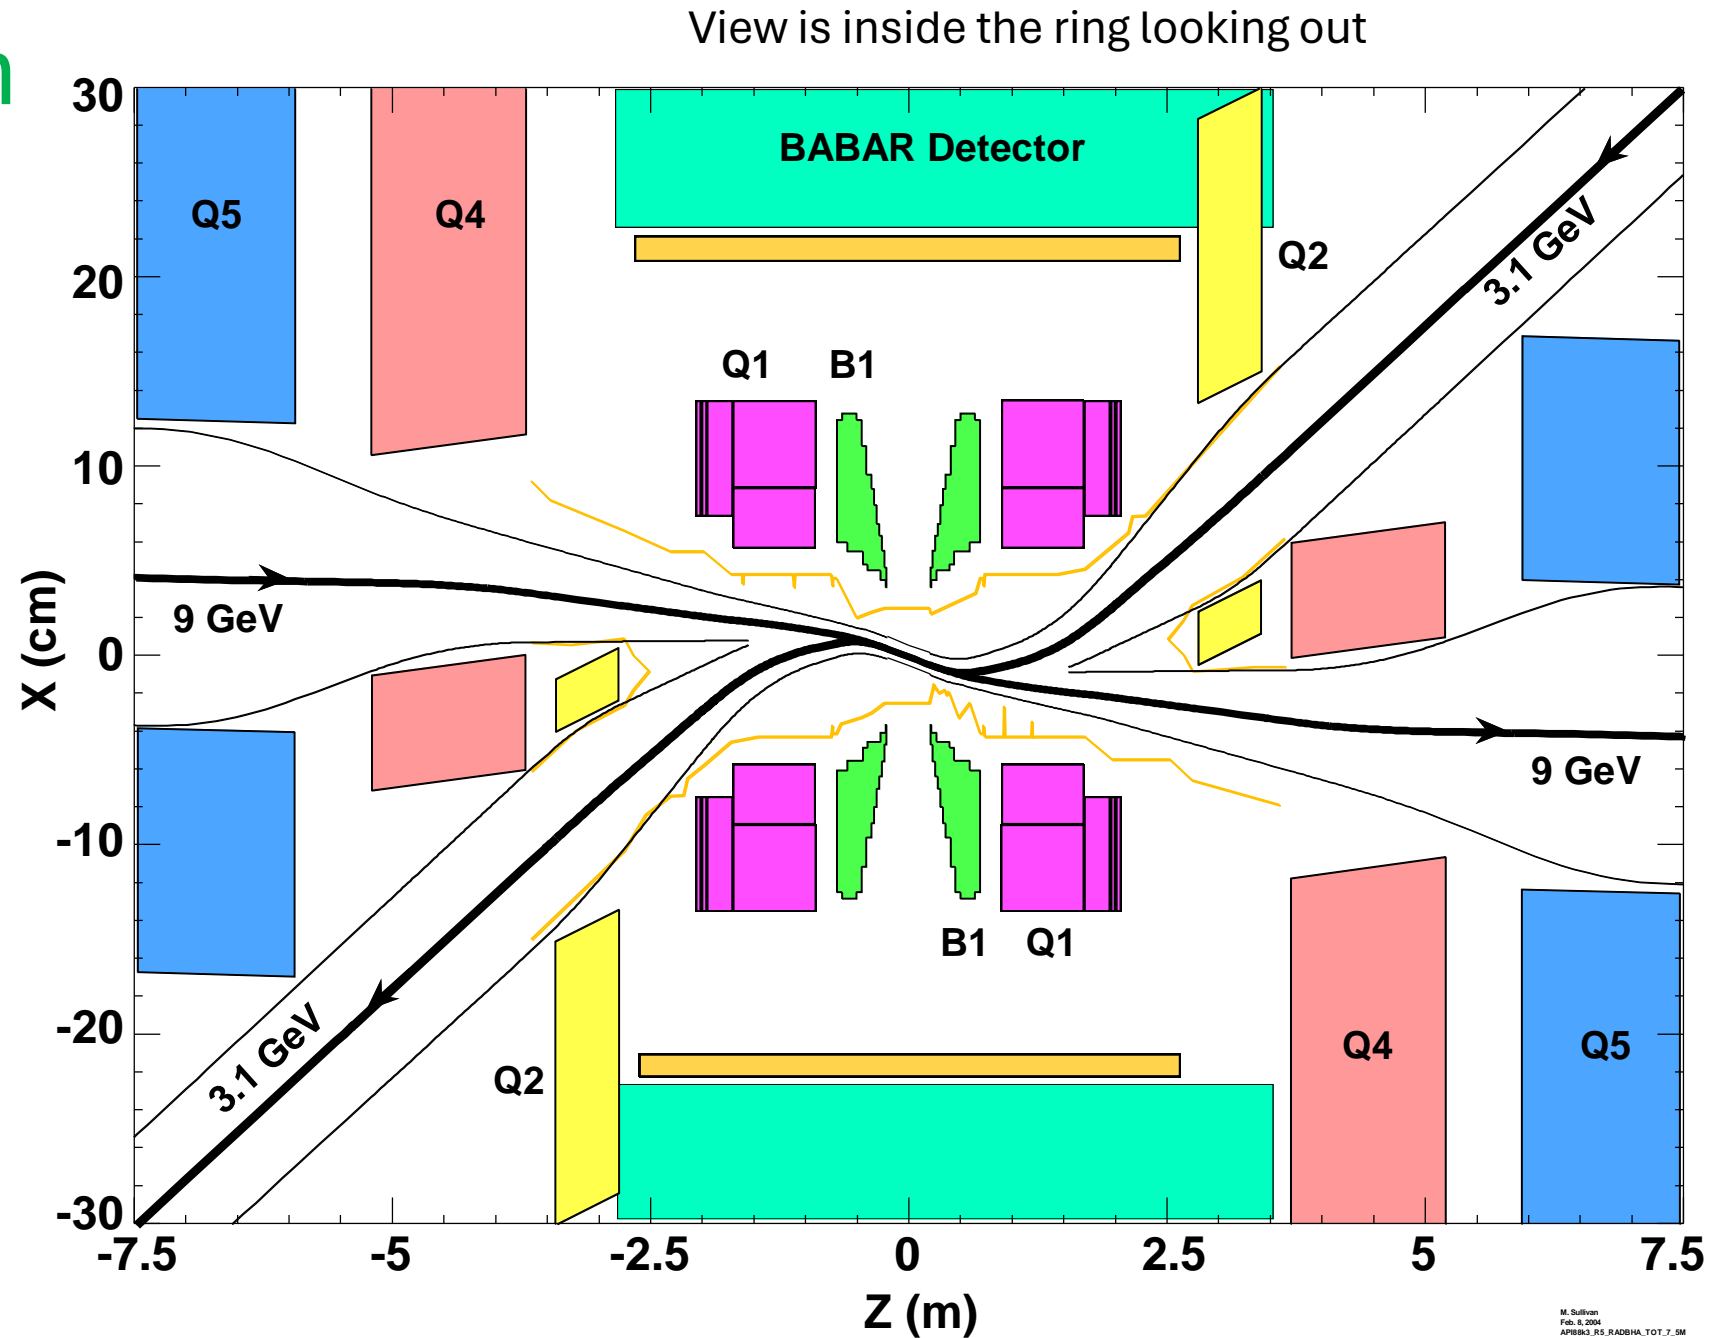 View is inside the ring looking out
n
30
BABAR Detector
Q5
Q4
3.1 GeV
Q2
20
Q1
B1
10
9 GeV
X (cm)
0
9 GeV
-10
B1
Q1
-20
3.1 GeV
Q2
Q4
Q5
-30
-7.5
-5
-2.5
0
2.5
5
7.5
Z (m)
M. Sullivan
Feb. 8, 2004
API88k3_R5_RADBHA_TOT_7_5M